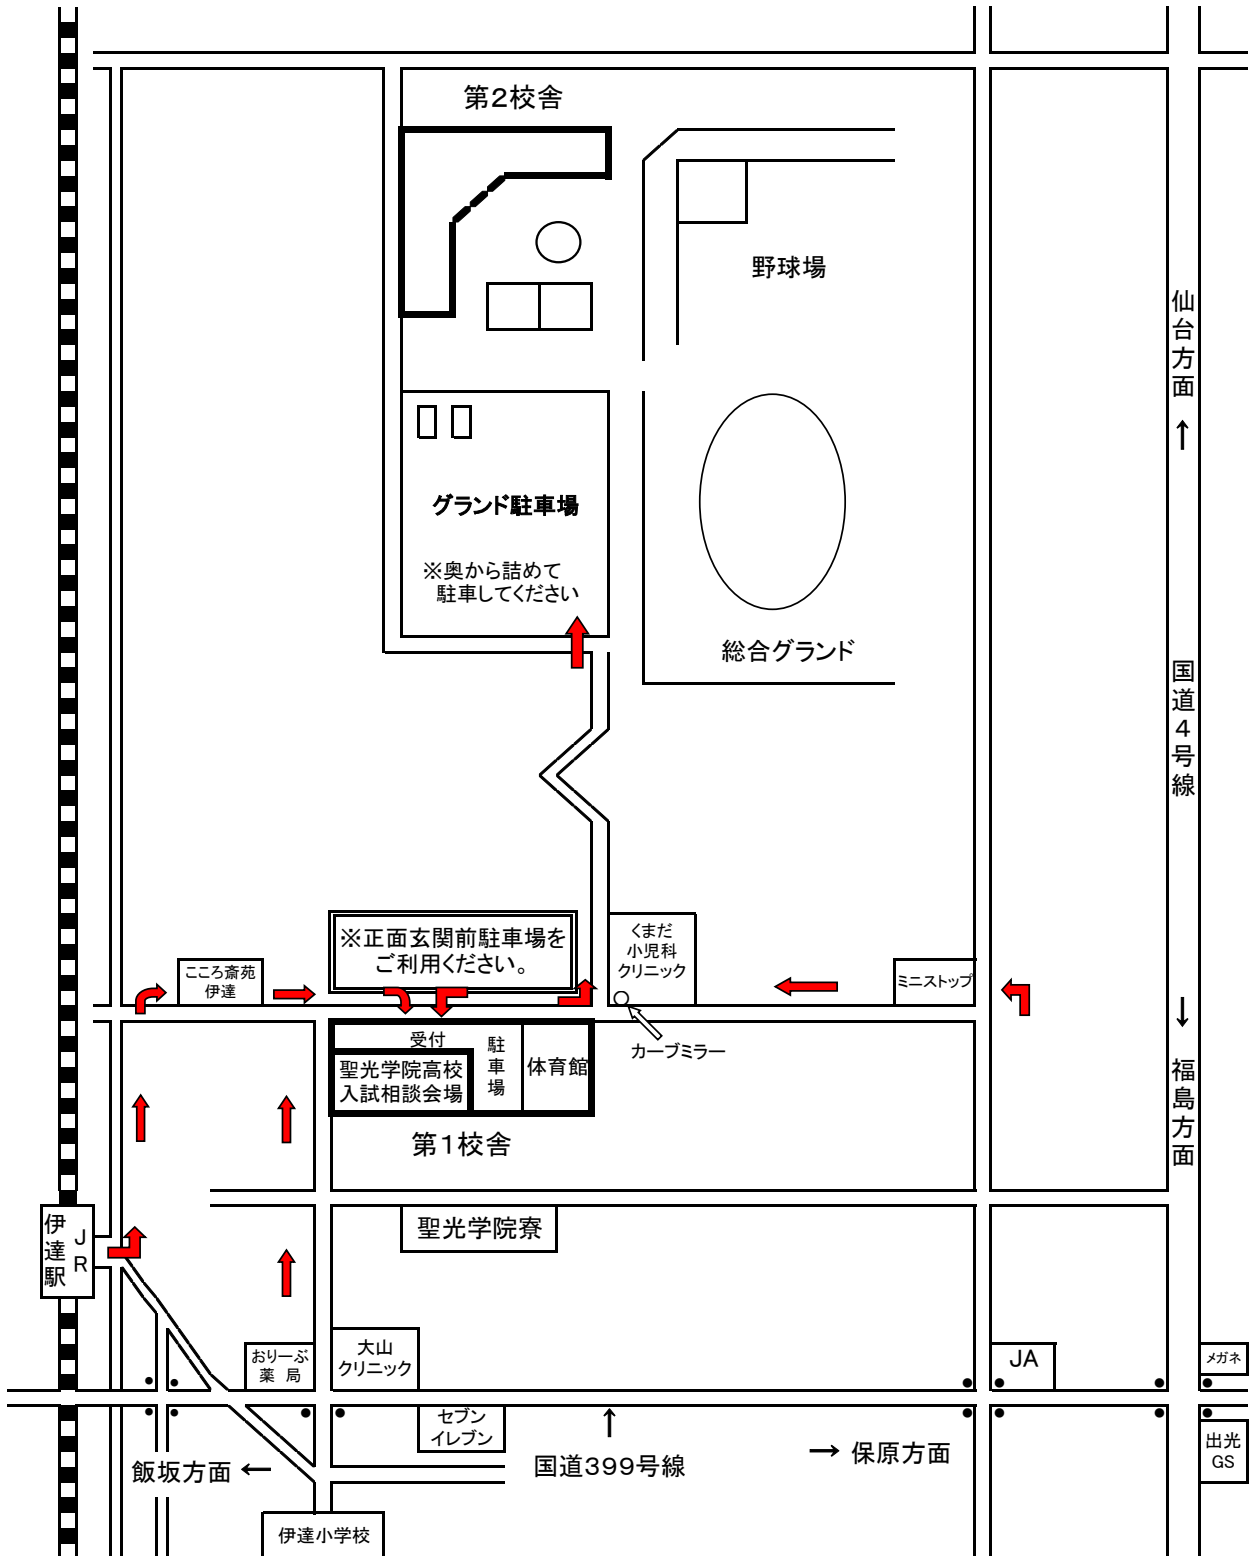 第２校舎
野球場
仙台方面
↑
グランド駐車場
※奥から詰めて
駐車してください
総合グランド
国道４号線
※正面玄関前駐車場を
ご利用ください。
くまだ
小児科
クリニック
こころ斎苑
伊達
ミニストップ
↓
福島方面
カーブミラー
受付
駐車場
体育館
聖光学院高校
入試相談会場
第１校舎
聖光学院寮
JR
伊達駅
おりーぶ
薬 局
大山
クリニック
JA
メガネ
セブン
イレブン
↑
国道399号線
→ 保原方面
飯坂方面 ←
出光
GS
伊達小学校